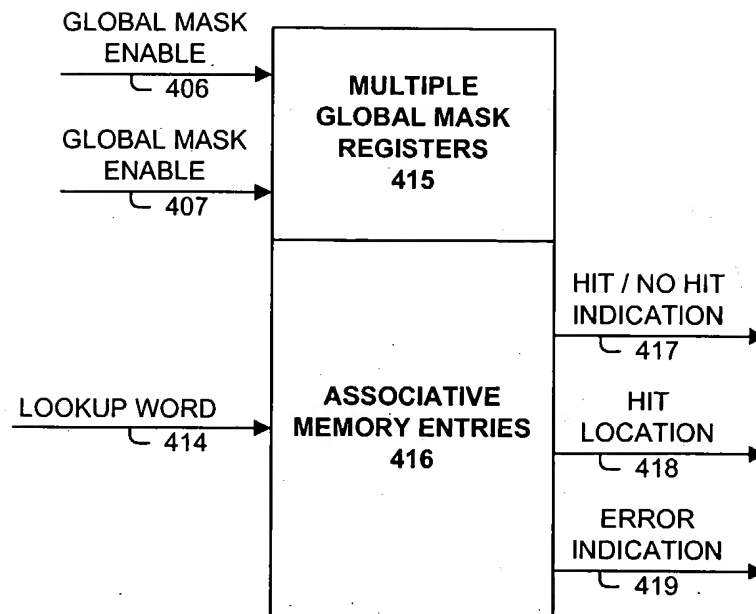 GLOBAL MASK
ENABLE
406
GLOBAL MASK
ENABLE
407
MULTIPLE
GLOBAL MASK
REGISTERS
415
LOOKUP WORD
414
ASSOCIATIVE
MEMORY ENTRIES
416
HIT / NO HIT
INDICATION
417
HIT
LOCATION
418
ERROR
INDICATION
419